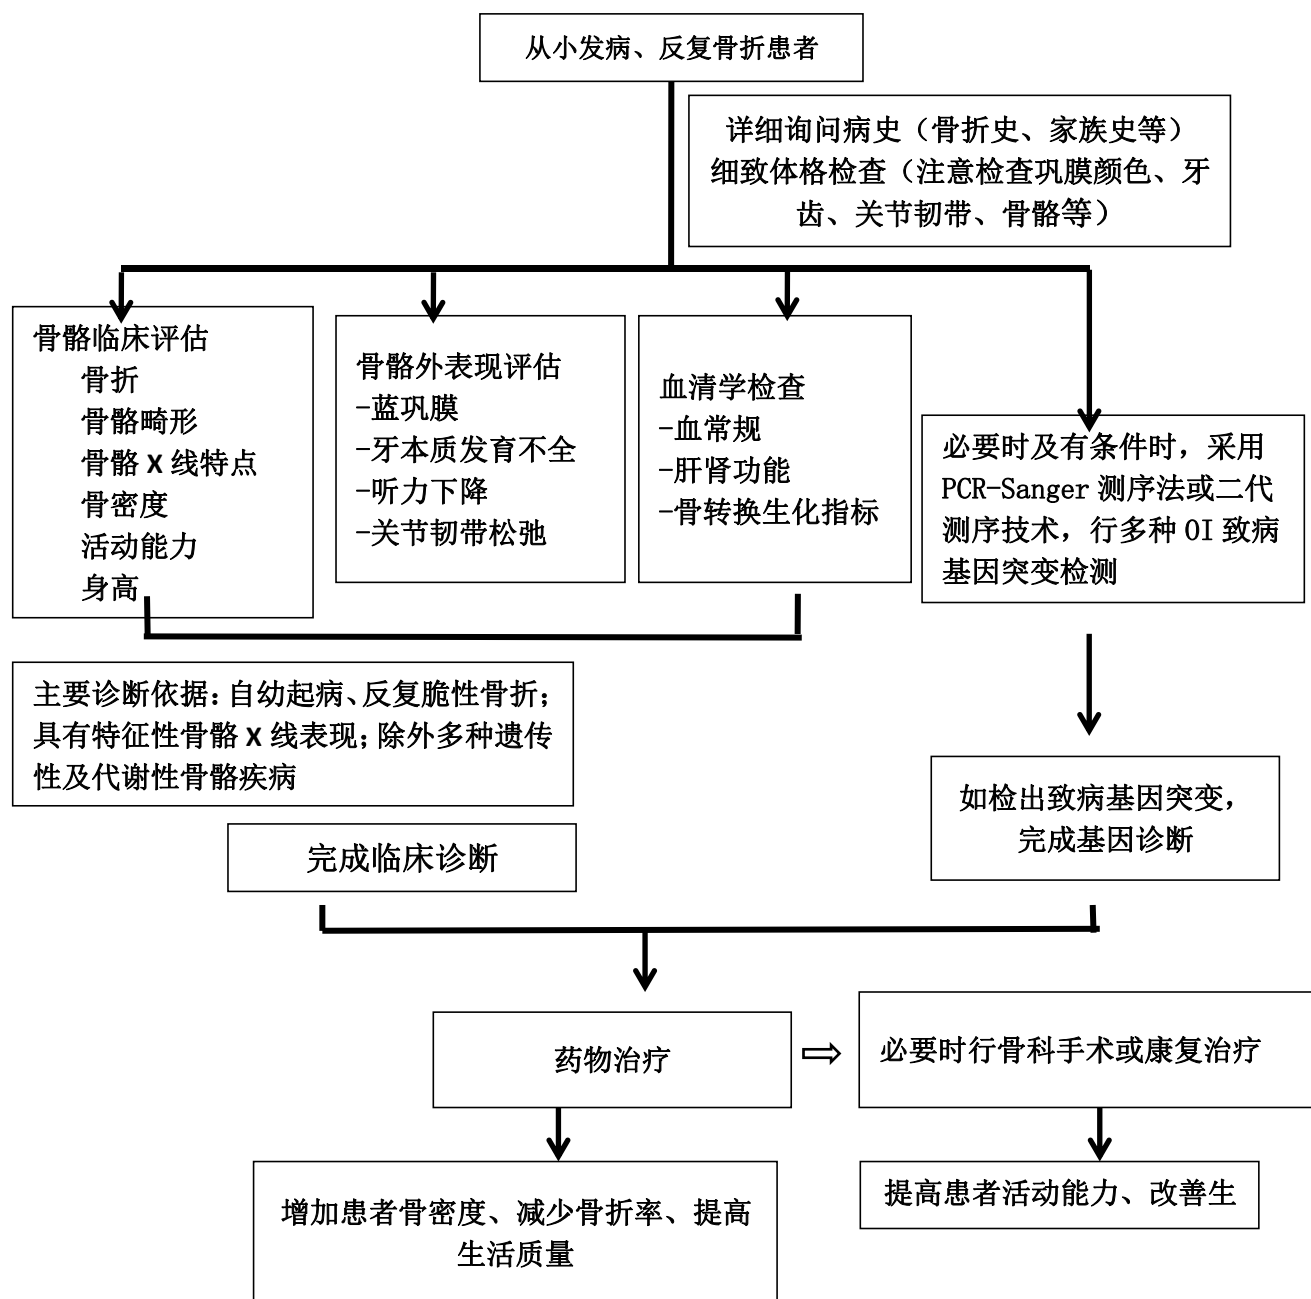 从小发病、反复骨折患者
详细询问病史（骨折史、家族史等）
细致体格检查（注意检查巩膜颜色、牙
齿、关节韧带、骨骼等）
骨骼临床评估
骨折
骨骼畸形
骨骼 X 线特点
骨密度
活动能力
身高
骨骼外表现评估
-蓝巩膜
-牙本质发育不全
-听力下降
-关节韧带松弛
血清学检查
-血常规
-肝肾功能
-骨转换生化指标
必要时及有条件时，采用
PCR-Sanger 测序法或二代
测序技术，行多种 OI 致病
基因突变检测
主要诊断依据：自幼起病、反复脆性骨折；
具有特征性骨骼 X 线表现；除外多种遗传
性及代谢性骨骼疾病
如检出致病基因突变，
完成基因诊断
完成临床诊断
药物治疗
必要时行骨科手术或康复治疗
增加患者骨密度、减少骨折率、提高
生活质量
提高患者活动能力、改善生